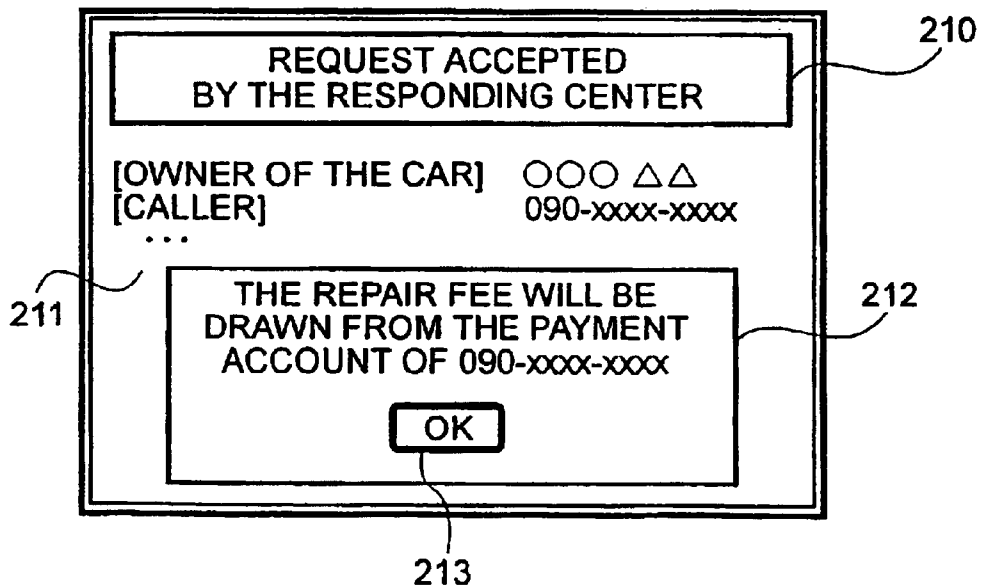 REQUEST ACCEPTED
BY THE RESPONDING CENTER
210
[OWNER OF THE CAR] ○○○ △△
[CALLER] 090-xxxx-xxxx
...
211
THE REPAIR FEE WILL BE
DRAWN FROM THE PAYMENT
ACCOUNT OF 090-xxxx-xxxx
212
OK
213